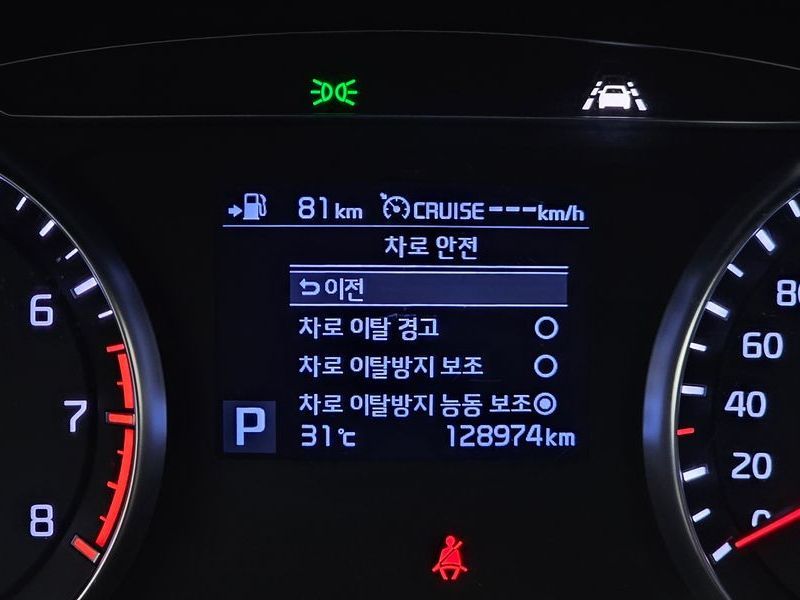 81 km CRUISE ---km/h
차로 안전
이전
차로 이탈 경고
차로 이탈방지 보조
차로 이탈방지 능동 보조
P 31℃ 128974km
6
7
8
80
60
40
20
0